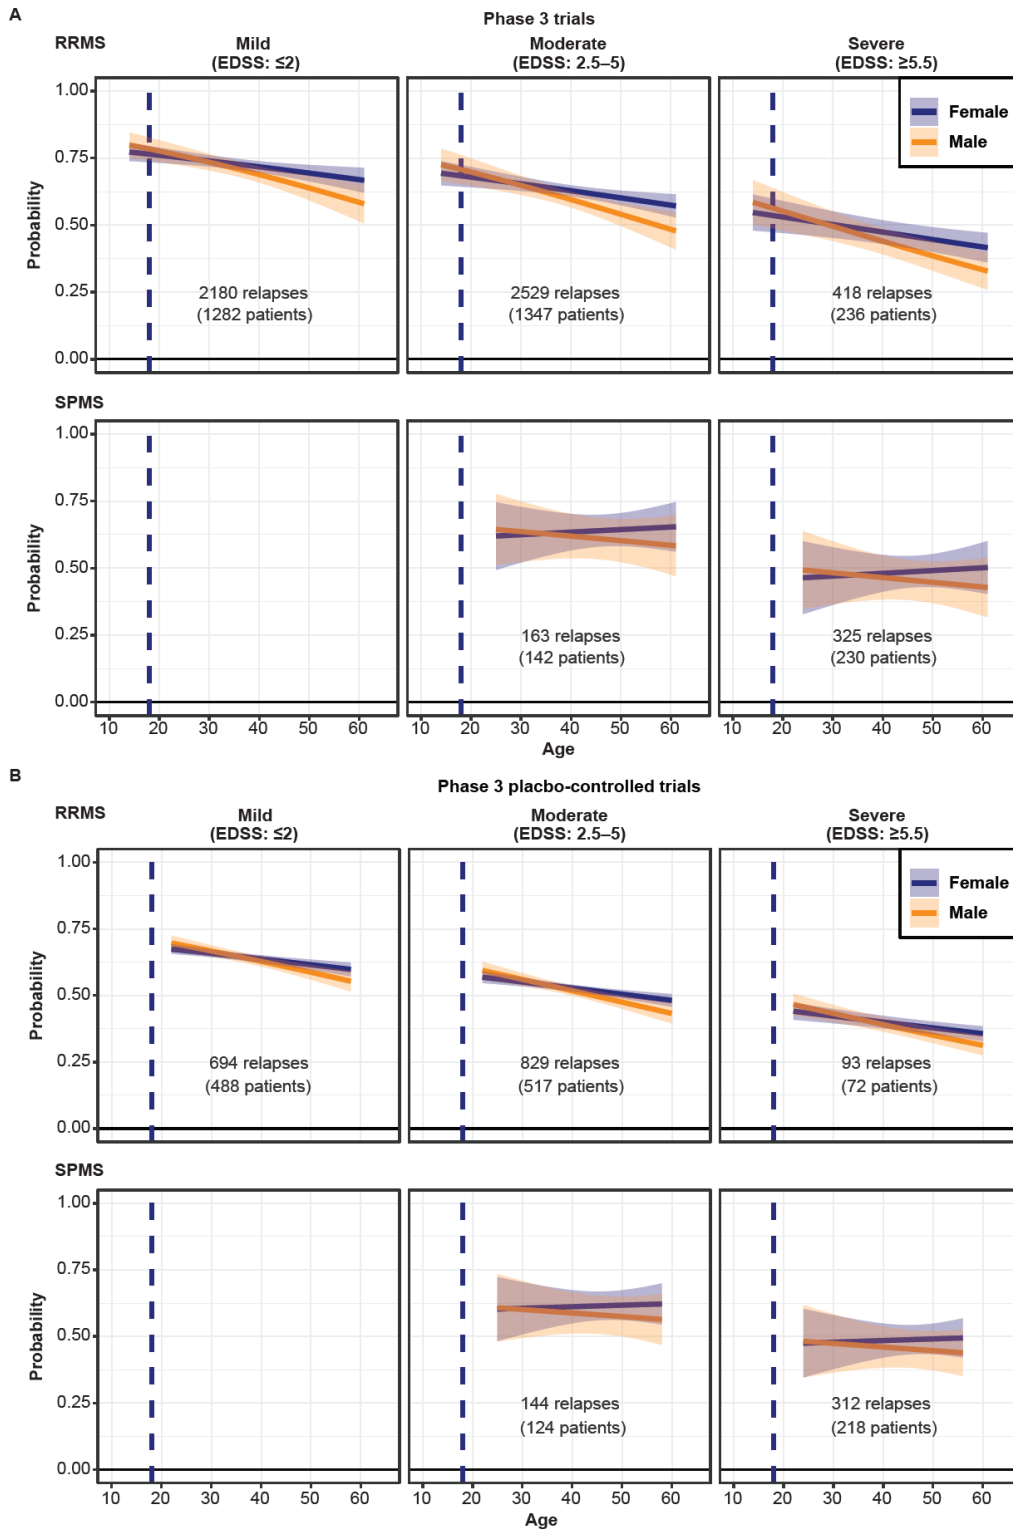 A
Phase 3 trials
RRMS
Mild
(EDSS: ≤2)
Moderate
(EDSS: 2.5–5)
Severe
(EDSS: ≥5.5)
Female
Male
1.00
0.75
0.50
0.25
0.00
Probability
2180 relapses
(1282 patients)
2529 relapses
(1347 patients)
418 relapses
(236 patients)
SPMS
1.00
0.75
0.50
0.25
0.00
Probability
163 relapses
(142 patients)
325 relapses
(230 patients)
10 20 30 40 50 60
10 20 30 40 50 60
10 20 30 40 50 60
Age
B
Phase 3 placbo-controlled trials
RRMS
Mild
(EDSS: ≤2)
Moderate
(EDSS: 2.5–5)
Severe
(EDSS: ≥5.5)
Female
Male
1.00
0.75
0.50
0.25
0.00
Probability
694 relapses
(488 patients)
829 relapses
(517 patients)
93 relapses
(72 patients)
SPMS
1.00
0.75
0.50
0.25
0.00
Probability
144 relapses
(124 patients)
312 relapses
(218 patients)
10 20 30 40 50 60
10 20 30 40 50 60
10 20 30 40 50 60
Age